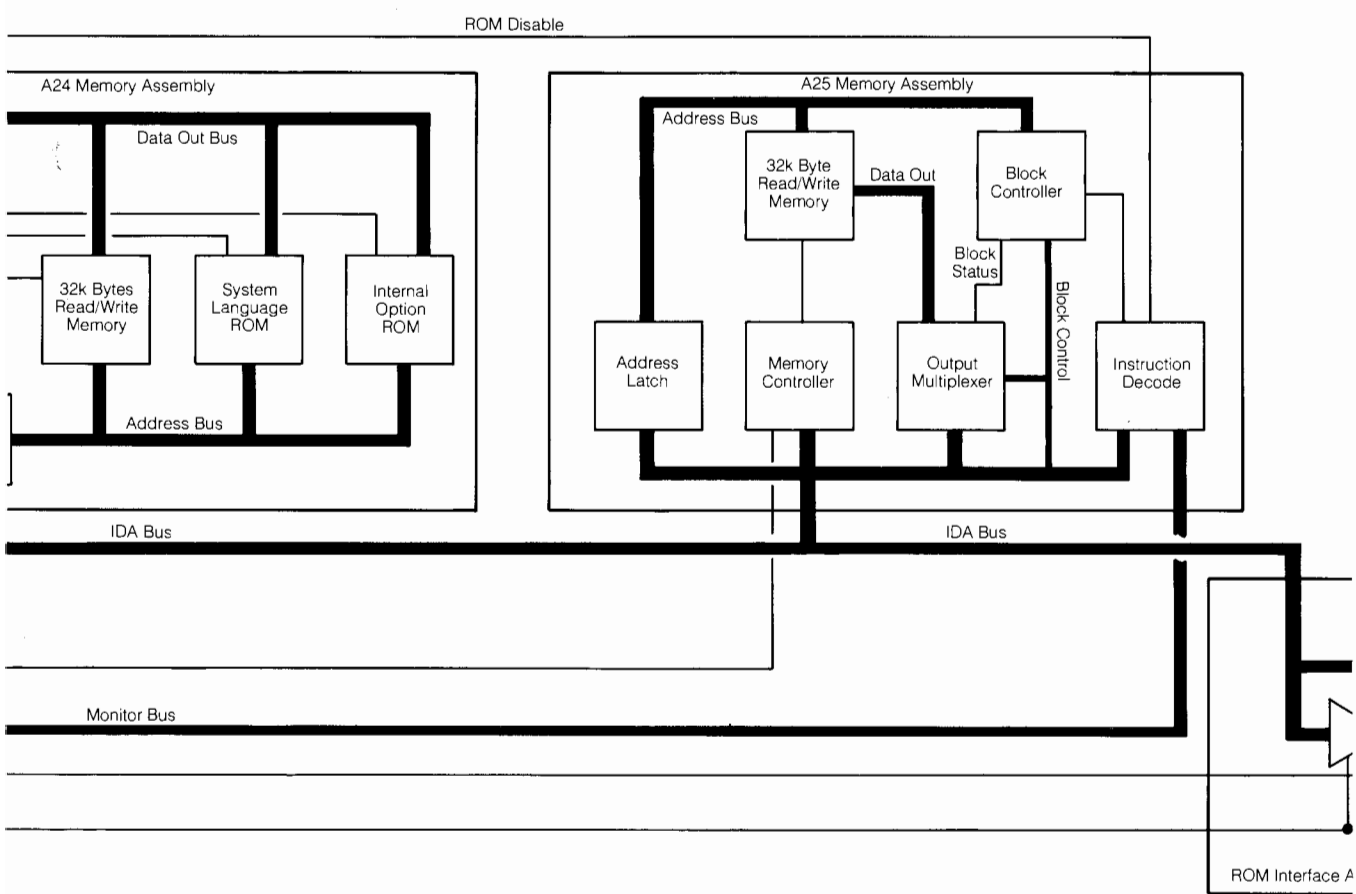 ROM Disable
A24 Memory Assembly
Data Out Bus
32k Bytes
Read/Write
Memory
System
Language
ROM
Internal
Option
ROM
Address Bus
A25 Memory Assembly
Address Bus
32k Byte
Read/Write
Memory
Data Out
Block
Controller
Block
Status
Block Control
Address
Latch
Memory
Controller
Output
Multiplexer
Instruction
Decode
IDA Bus
IDA Bus
Monitor Bus
ROM Interface A